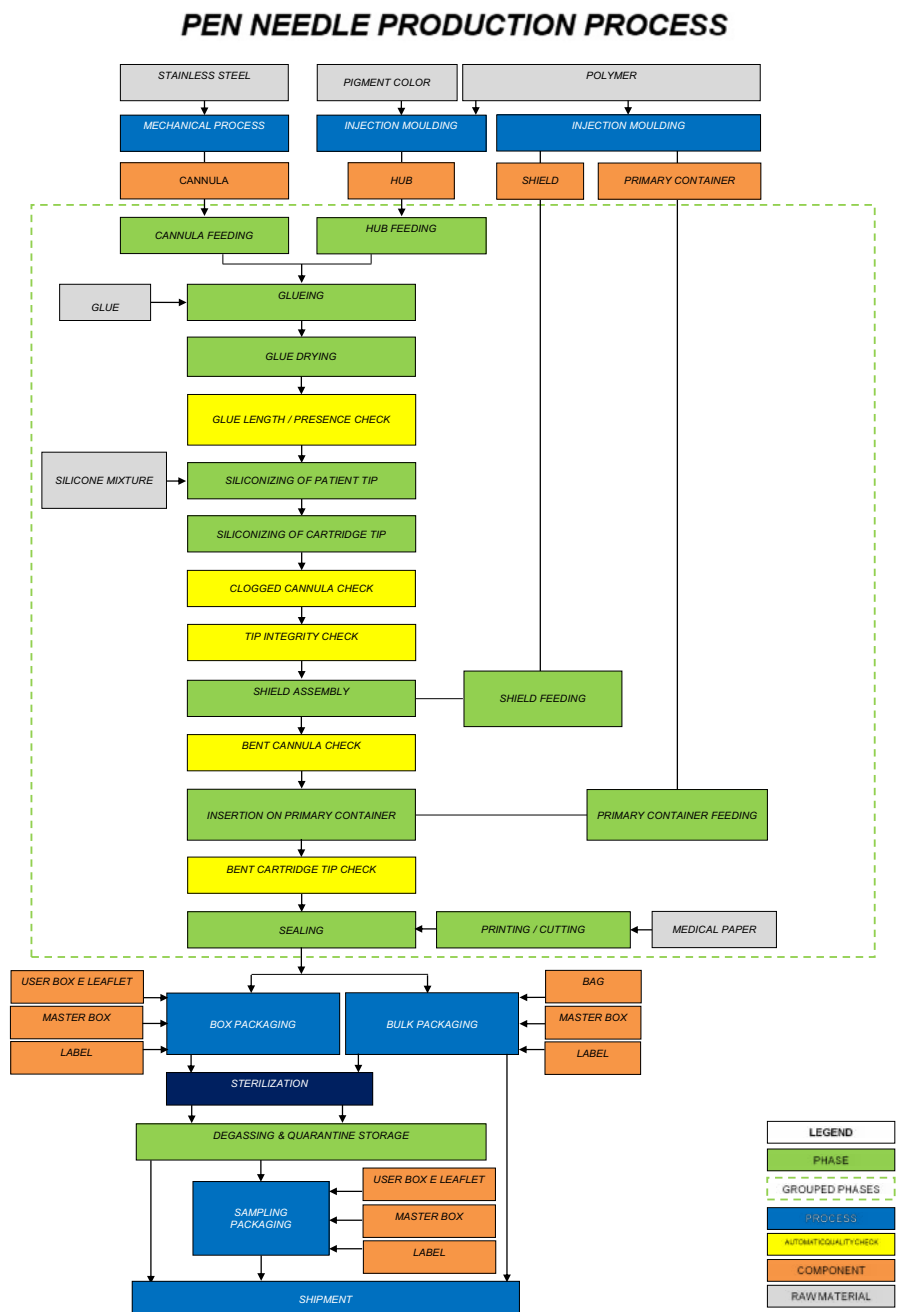 PEN NEEDLE PRODUCTION PROCESS
STAINLESS STEEL
PIGMENT COLOR
POLYMER
MECHANICAL PROCESS
INJECTION MOULDING
INJECTION MOULDING
CANNULA
HUB
SHIELD
PRIMARY CONTAINER
CANNULA FEEDING
HUB FEEDING
GLUE
GLUEING
GLUE DRYING
GLUE LENGTH / PRESENCE CHECK
SILICONE MIXTURE
SILICONIZING OF PATIENT TIP
SILICONIZING OF CARTRIDGE TIP
CLOGGED CANNULA CHECK
TIP INTEGRITY CHECK
SHIELD ASSEMBLY
SHIELD FEEDING
BENT CANNULA CHECK
INSERTION ON PRIMARY CONTAINER
PRIMARY CONTAINER FEEDING
BENT CARTRIDGE TIP CHECK
SEALING
PRINTING / CUTTING
MEDICAL PAPER
USER BOX E LEAFLET
MASTER BOX
LABEL
BOX PACKAGING
BULK PACKAGING
BAG
MASTER BOX
LABEL
STERILIZATION
DEGASSING & QUARANTINE STORAGE
SAMPLING
PACKAGING
USER BOX E LEAFLET
MASTER BOX
LABEL
SHIPMENT
LEGEND
PHASE
GROUPED PHASES
PROCESS
AUTOMATIC QUALITY CHECK
COMPONENT
RAW MATERIAL